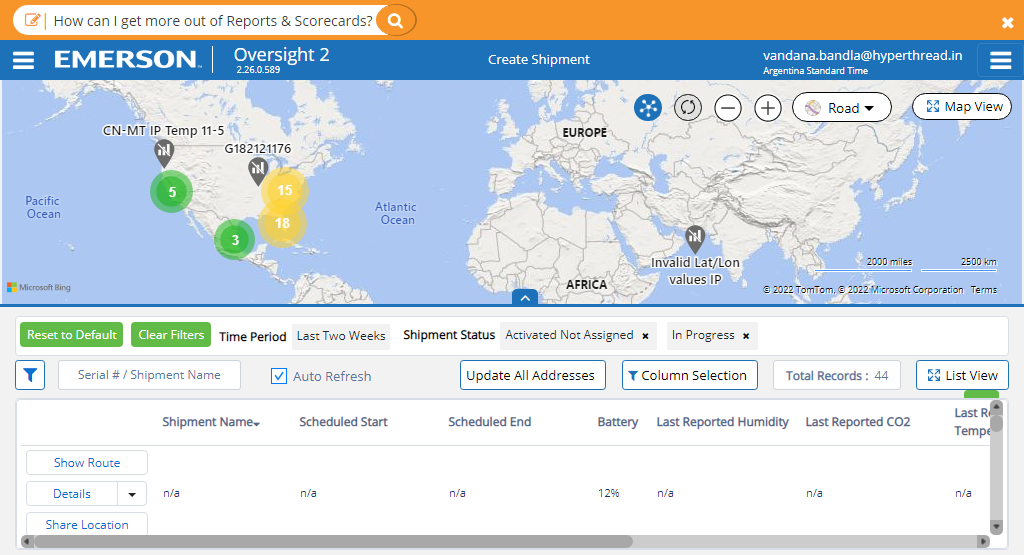 How can I get more out of Reports & Scorecards?
EMERSON
Oversight 2
2.26.0.589
Create Shipment
vandana.bandla@hyperthread.in
Argentina Standard Time
Road
Map View
CN-MT IP Temp 11-5
G182121176
EUROPE
Pacific
Ocean
Atlantic
Ocean
5
15
18
3
Invalid Lat/Lon
values IP
AFRICA
2000 miles
2500 km
Microsoft Bing
© 2022 TomTom, © 2022 Microsoft Corporation Terms
Reset to Default
Clear Filters
Time Period
Last Two Weeks
Shipment Status
Activated Not Assigned
In Progress
Serial # / Shipment Name
Auto Refresh
Update All Addresses
Column Selection
Total Records : 44
List View
Shipment Name
Scheduled Start
Scheduled End
Battery
Last Reported Humidity
Last Reported CO2
Last
Show Route
Details
n/a
n/a
n/a
12%
n/a
n/a
n/a
Share Location